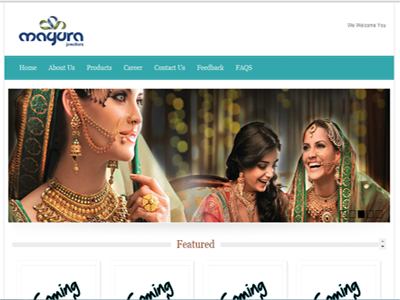 mayura
jewellers
We Welcome You
Home About Us Products Career Contact Us Feedback FAQS
Featured
Coming Coming Coming Coming